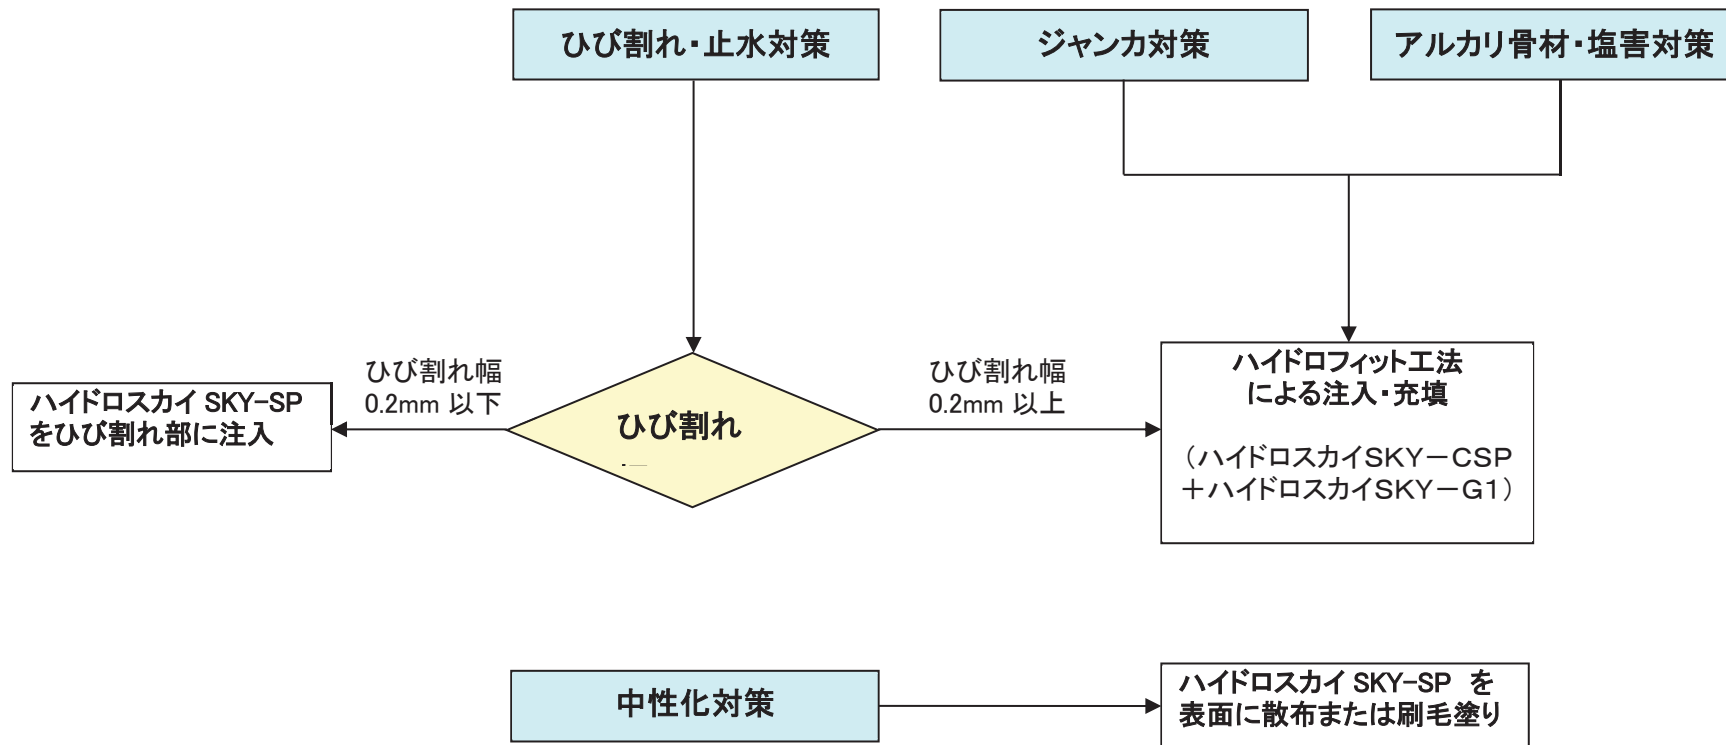 ひび割れ・止水対策
ジャンカ対策
アルカリ骨材・塩害対策
ひび割れ幅
0.2mm 以下
ひび割れ幅
0.2mm 以上
ハイドロスカイ SKY-SP
をひび割れ部に注入
ひび割れ
ハイドロフィット工法
による注入・充填
（ハイドロスカイSKY－CSP
＋ハイドロスカイSKY－G1）
中性化対策
ハイドロスカイ SKY-SP を
表面に散布または刷毛塗り